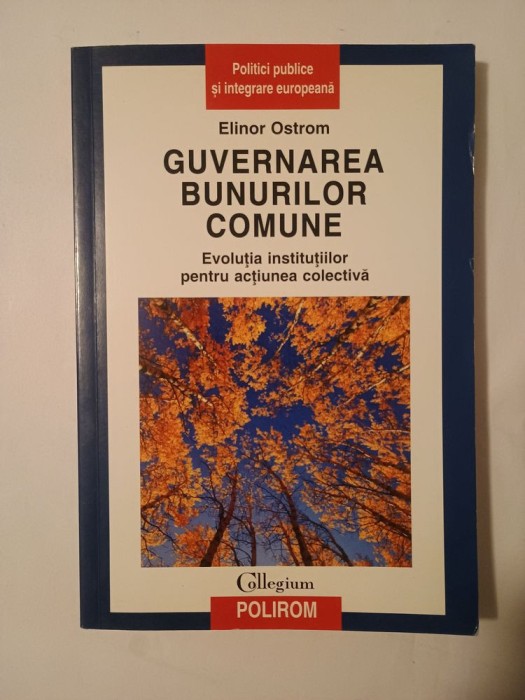 Politici publice
și integrare europeană
Elinor Ostrom
GUVERNAREA
BUNURILOR
COMUNE
Evoluția instituțiilor
pentru acțiunea colectivă
Collegium
POLIROM